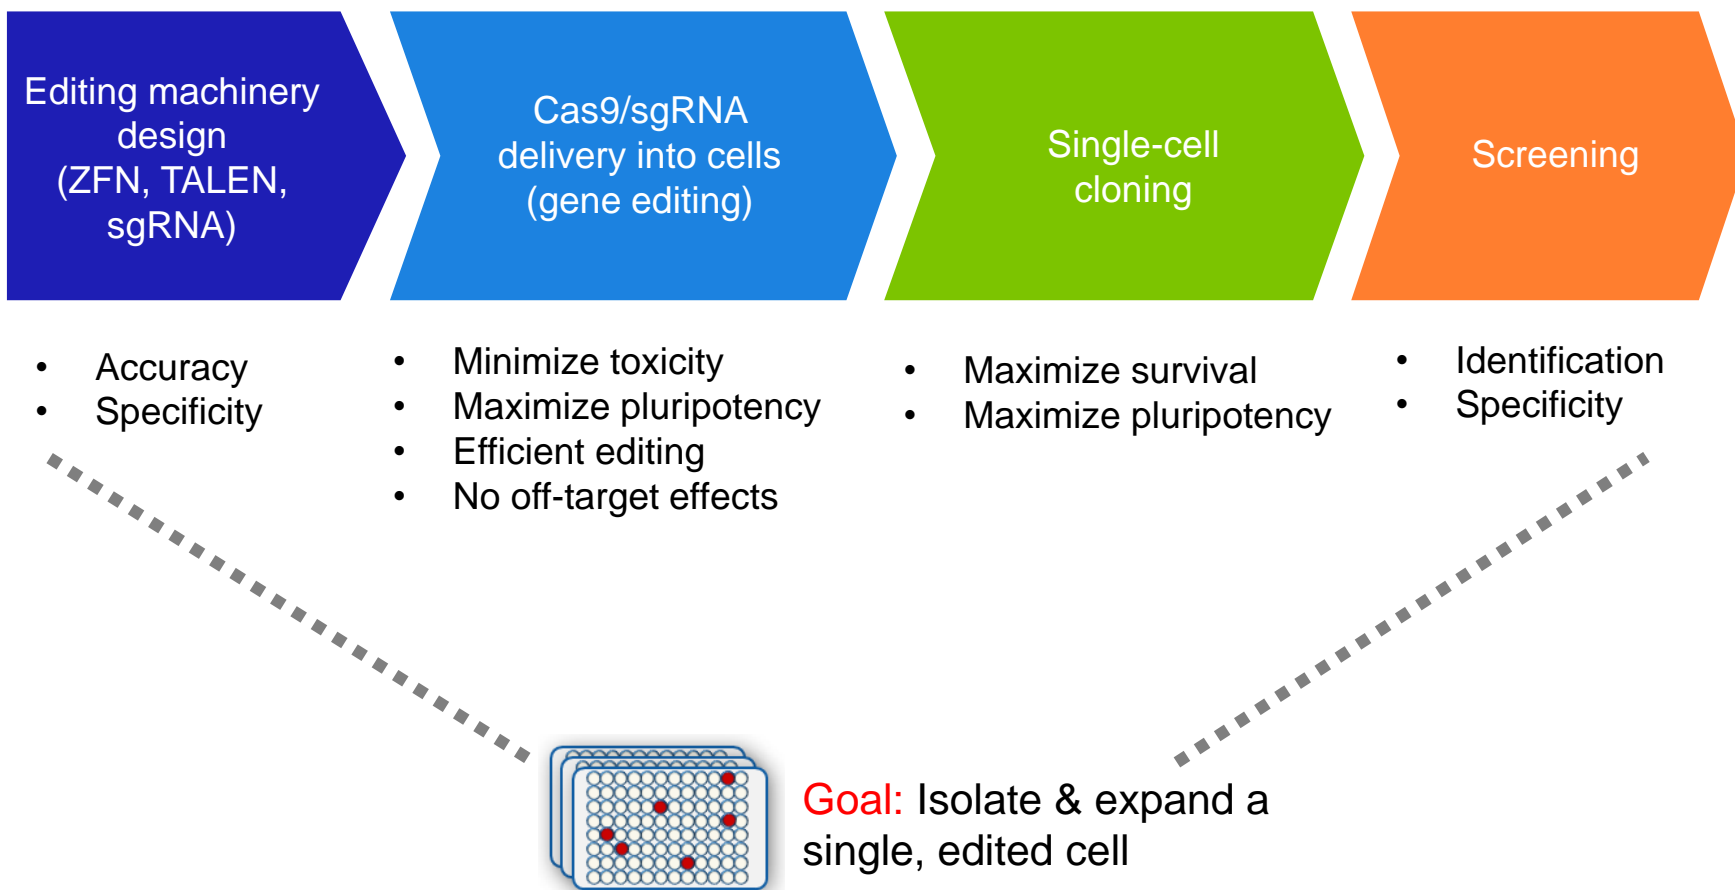 Editing machinery
design
(ZFN, TALEN,
sgRNA)
Cas9/sgRNA
delivery into cells
(gene editing)
Single-cell
cloning
Screening
• Accuracy
• Specificity
• Minimize toxicity
• Maximize pluripotency
• Efficient editing
• No off-target effects
• Maximize survival
• Maximize pluripotency
• Identification
• Specificity
Goal: Isolate & expand a
single, edited cell